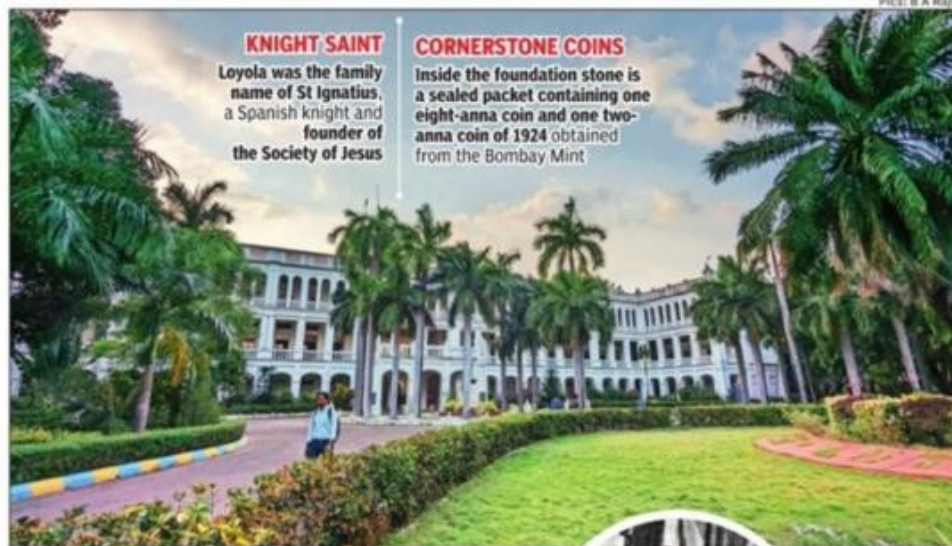 Pics: B A Raj
KNIGHT SAINT
Loyola was the family
name of St Ignatius,
a Spanish knight and
founder of
the Society of Jesus
CORNERSTONE COINS
Inside the foundation stone is
a sealed packet containing one
eight-anna coin and one two-
anna coin of 1924 obtained
from the Bombay Mint